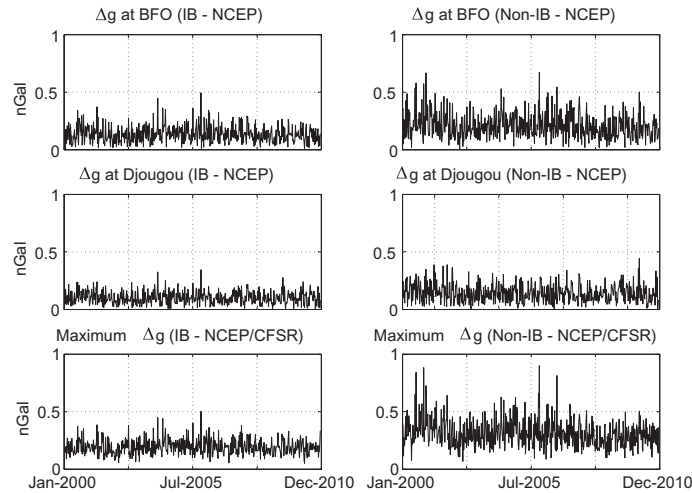 Δg at BFO (IB - NCEP)
Δg at BFO (Non-IB - NCEP)
1
0.5
0
nGal
1
0.5
0
Δg at Djougou (IB - NCEP)
Δg at Djougou (Non-IB - NCEP)
1
0.5
0
nGal
1
0.5
0
Maximum Δg (IB - NCEP/CFSR)
Maximum Δg (Non-IB - NCEP/CFSR)
1
0.5
0
nGal
1
0.5
0
Jan-2000 Jul-2005 Dec-2010
Jan-2000 Jul-2005 Dec-2010